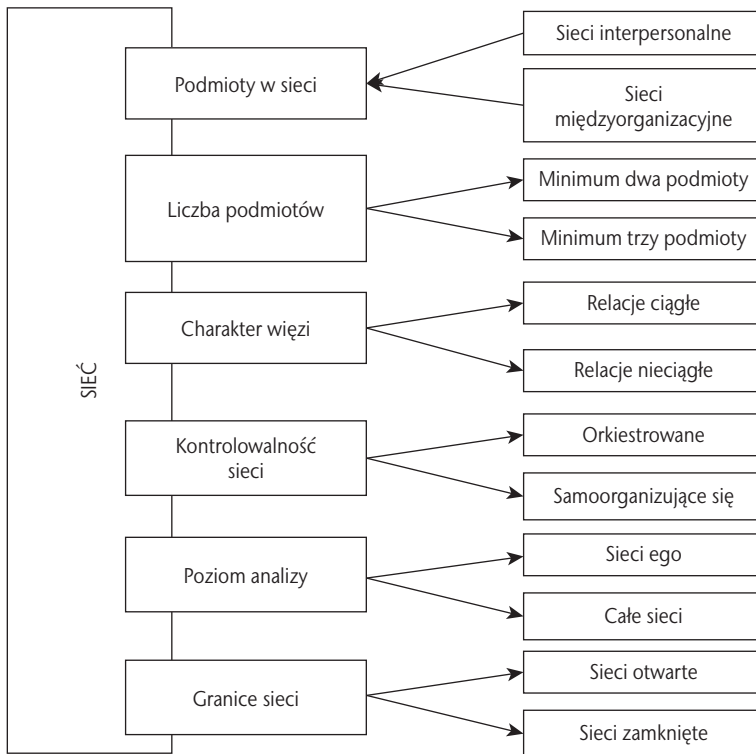 SIEĆ
Podmioty w sieci
Sieci interpersonalne
Sieci
międzyorganizacyjne
Liczba podmiotów
Minimum dwa podmioty
Minimum trzy podmioty
Charakter więzi
Relacje ciągłe
Relacje nieciągłe
Kontrolowalność
sieci
Orkiestrowane
Samoorganizujące się
Poziom analizy
Sieci ego
Całe sieci
Granice sieci
Sieci otwarte
Sieci zamknięte